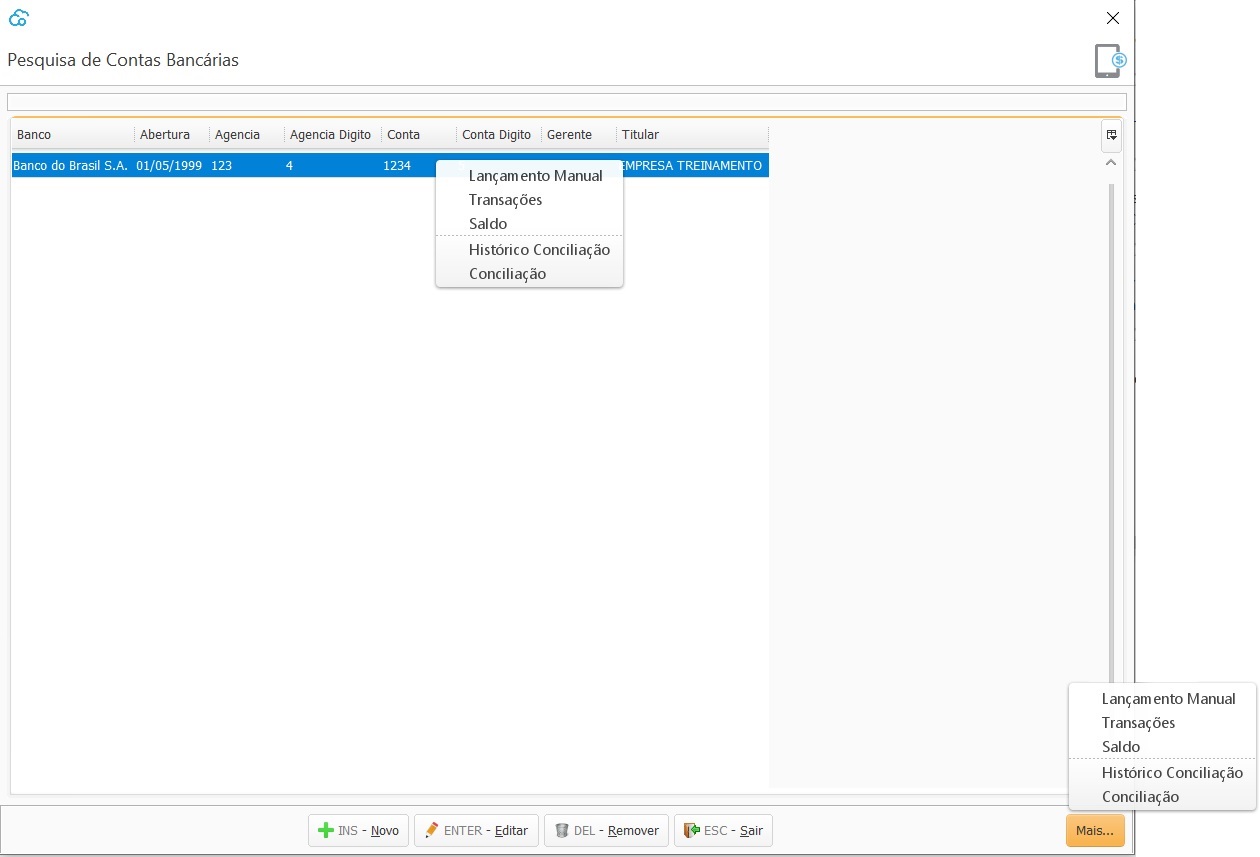 Pesquisa de Contas Bancárias
Banco Abertura Agencia Agencia Digito Conta Conta Digito Gerente Titular
Banco do Brasil S.A. 01/05/1999 123 4 1234 EMPRESA TREINAMENTO
Lançamento Manual
Transações
Saldo
Histórico Conciliação
Conciliação
Lançamento Manual
Transações
Saldo
Histórico Conciliação
Conciliação
INS - Novo ENTER - Editar DEL - Remover ESC - Sair Mais...